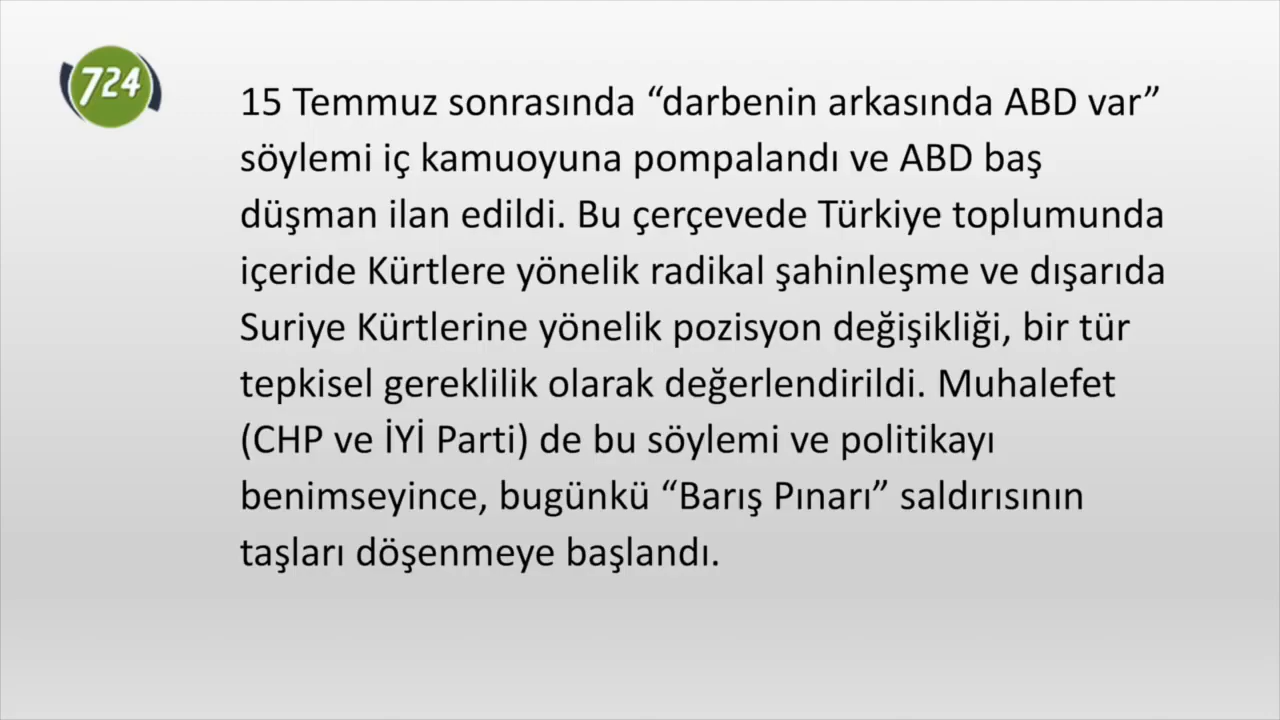 724
15 Temmuz sonrasında “darbenin arkasında ABD var”
söylemi iç kamuoyuna pompalandı ve ABD baş
düşman ilan edildi. Bu çerçevede Türkiye toplumunda
içeride Kürtlere yönelik radikal şahinleşme ve dışarıda
Suriye Kürtlerine yönelik pozisyon değişikliği, bir tür
tepkisel gereklilik olarak değerlendirildi. Muhalefet
(CHP ve İYİ Parti) de bu söylemi ve politikayı
benimseyince, bugünkü “Barış Pınarı” saldırısının
taşları döşenmeye başlandı.